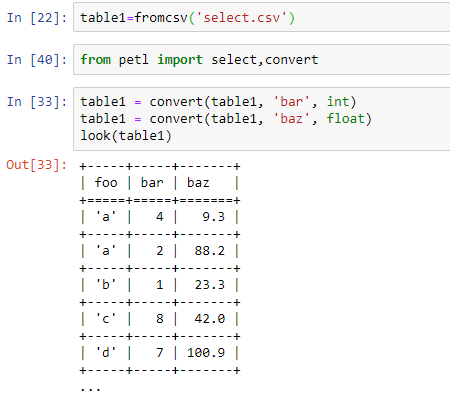 In [22]: table1=fromcsv('select.csv')
In [40]: from petl import select,convert
In [33]: table1 = convert(table1, 'bar', int)
table1 = convert(table1, 'baz', float)
look(table1)
Out[33]: +-----+-----+-------+
| foo | bar | baz   |
+=====+=====+=======+
| 'a' |   4 |   9.3 |
+-----+-----+-------+
| 'a' |   2 |  88.2 |
+-----+-----+-------+
| 'b' |   1 |  23.3 |
+-----+-----+-------+
| 'c' |   8 |  42.0 |
+-----+-----+-------+
| 'd' |   7 | 100.9 |
+-----+-----+-------+
...